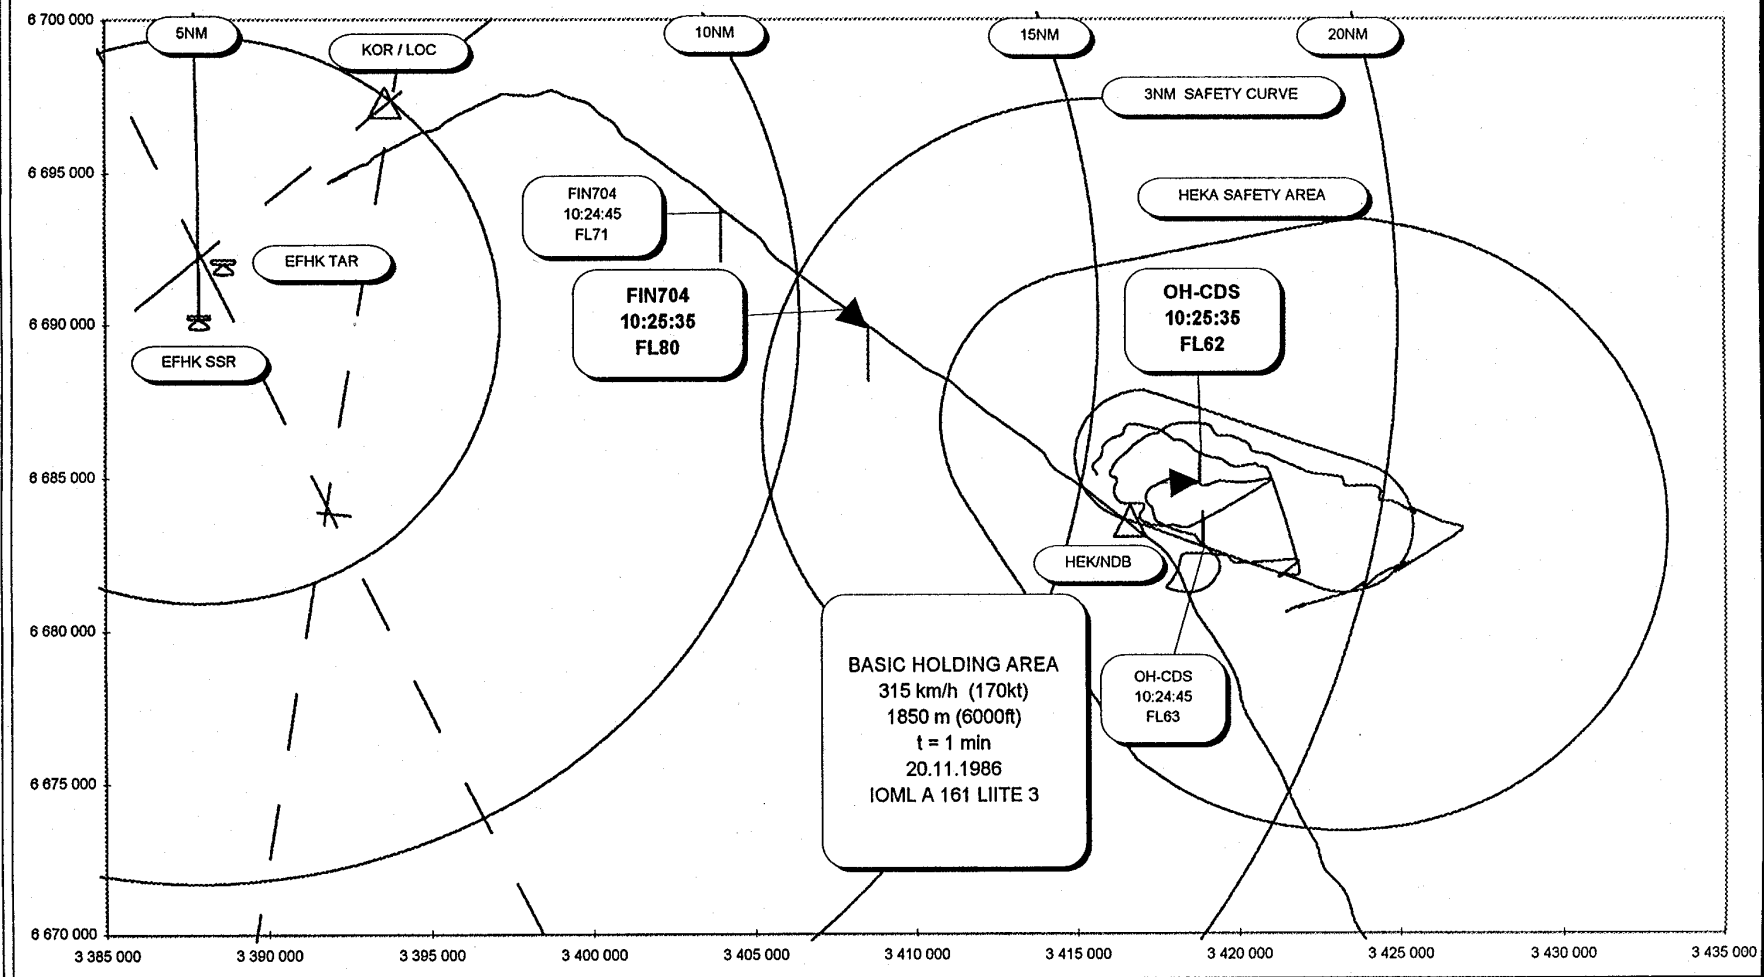 6 700 000
5NM
KOR / LOC
10NM
15NM
20NM
3NM SAFETY CURVE
6 695 000
FIN704
10:24:45
FL71
HEKA SAFETY AREA
EFHK TAR
6 690 000
FIN704
10:25:35
FL80
OH-CDS
10:25:35
FL62
EFHK SSR
6 685 000
HEK/NDB
6 680 000
BASIC HOLDING AREA
315 km/h (170kt)
1850 m (6000ft)
t = 1 min
20.11.1986
IOML A 161 LIITE 3
OH-CDS
10:24:45
FL63
6 675 000
6 670 000
3 385 000 3 390 000 3 395 000 3 400 000 3 405 000 3 410 000 3 415 000 3 420 000 3 425 000 3 430 000 3 435 000